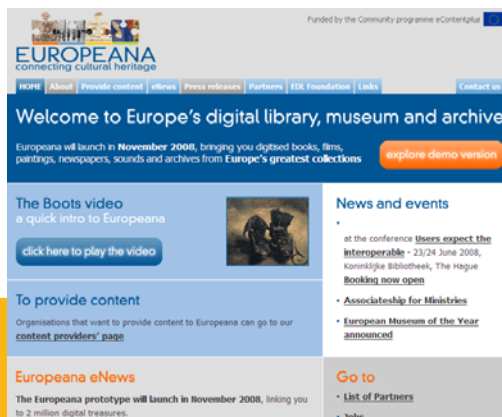 Funded by the Community programme eContentplus
EUROPEANA
connecting cultural heritage
HOME About Provide content eNews Press releases Partners EDL Foundation Links Contact us
Welcome to Europe's digital library, museum and archive
Europeana will launch in November 2008, bringing you digitised books, films,
paintings, newspapers, sounds and archives from Europe's greatest collections
explore demo version
The Boots video
a quick intro to Europeana
click here to play the video
To provide content
Organisations that want to provide content to Europeana can go to our
content providers' page
Europeana eNews
The Europeana prototype will launch in November 2008, linking you
to 2 million digital treasures.
News and events
at the conference Users expect the
interoperable - 23/24 June 2008,
Koninklijke Bibliotheek, The Hague
Booking now open
Associateship for Ministries
European Museum of the Year
announced
Go to
List of Partners
Jobs